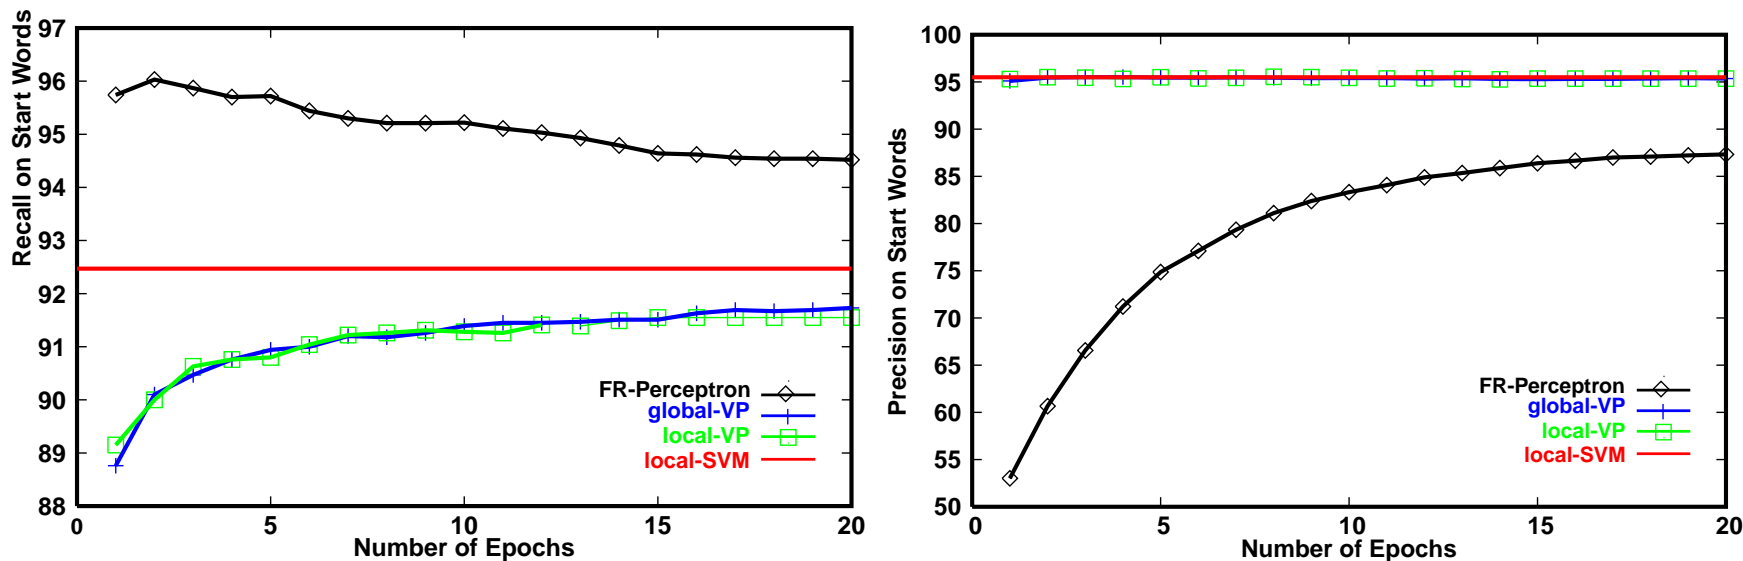 Recall on Start Words
97
96
95
94
93
92
91
90
89
88
0
5
10
15
20
Number of Epochs
FR-Perceptron
global-VP
local-VP
local-SVM
Precision on Start Words
100
95
90
85
80
75
70
65
60
55
50
0
5
10
15
20
Number of Epochs
FR-Perceptron
global-VP
local-VP
local-SVM